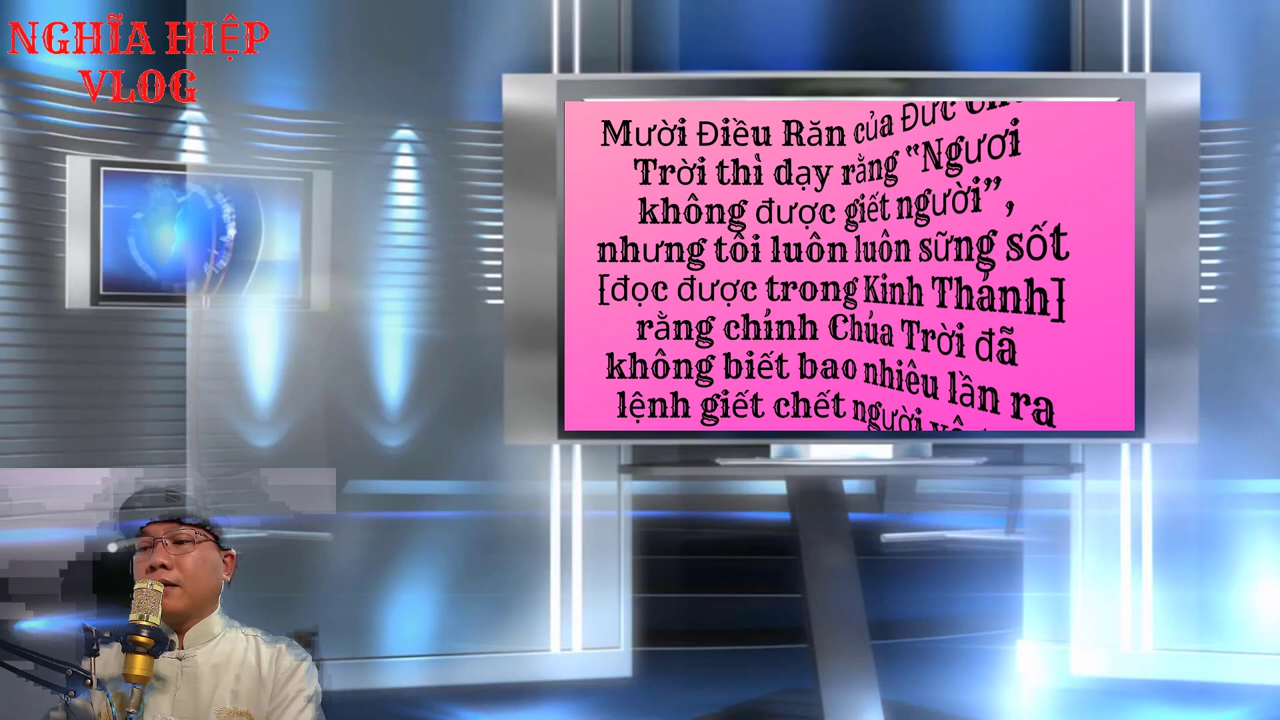 NGHĨA HIỆP
VLOG
Mười Điều Răn của Đức
Trời thì dạy rằng “Ngươi
không được giết người”,
nhưng tôi luôn luôn sững sốt
[đọc được trong Kinh Thánh]
rằng chính Chúa Trời đã
không biết bao nhiêu lần ra
lệnh giết chết người